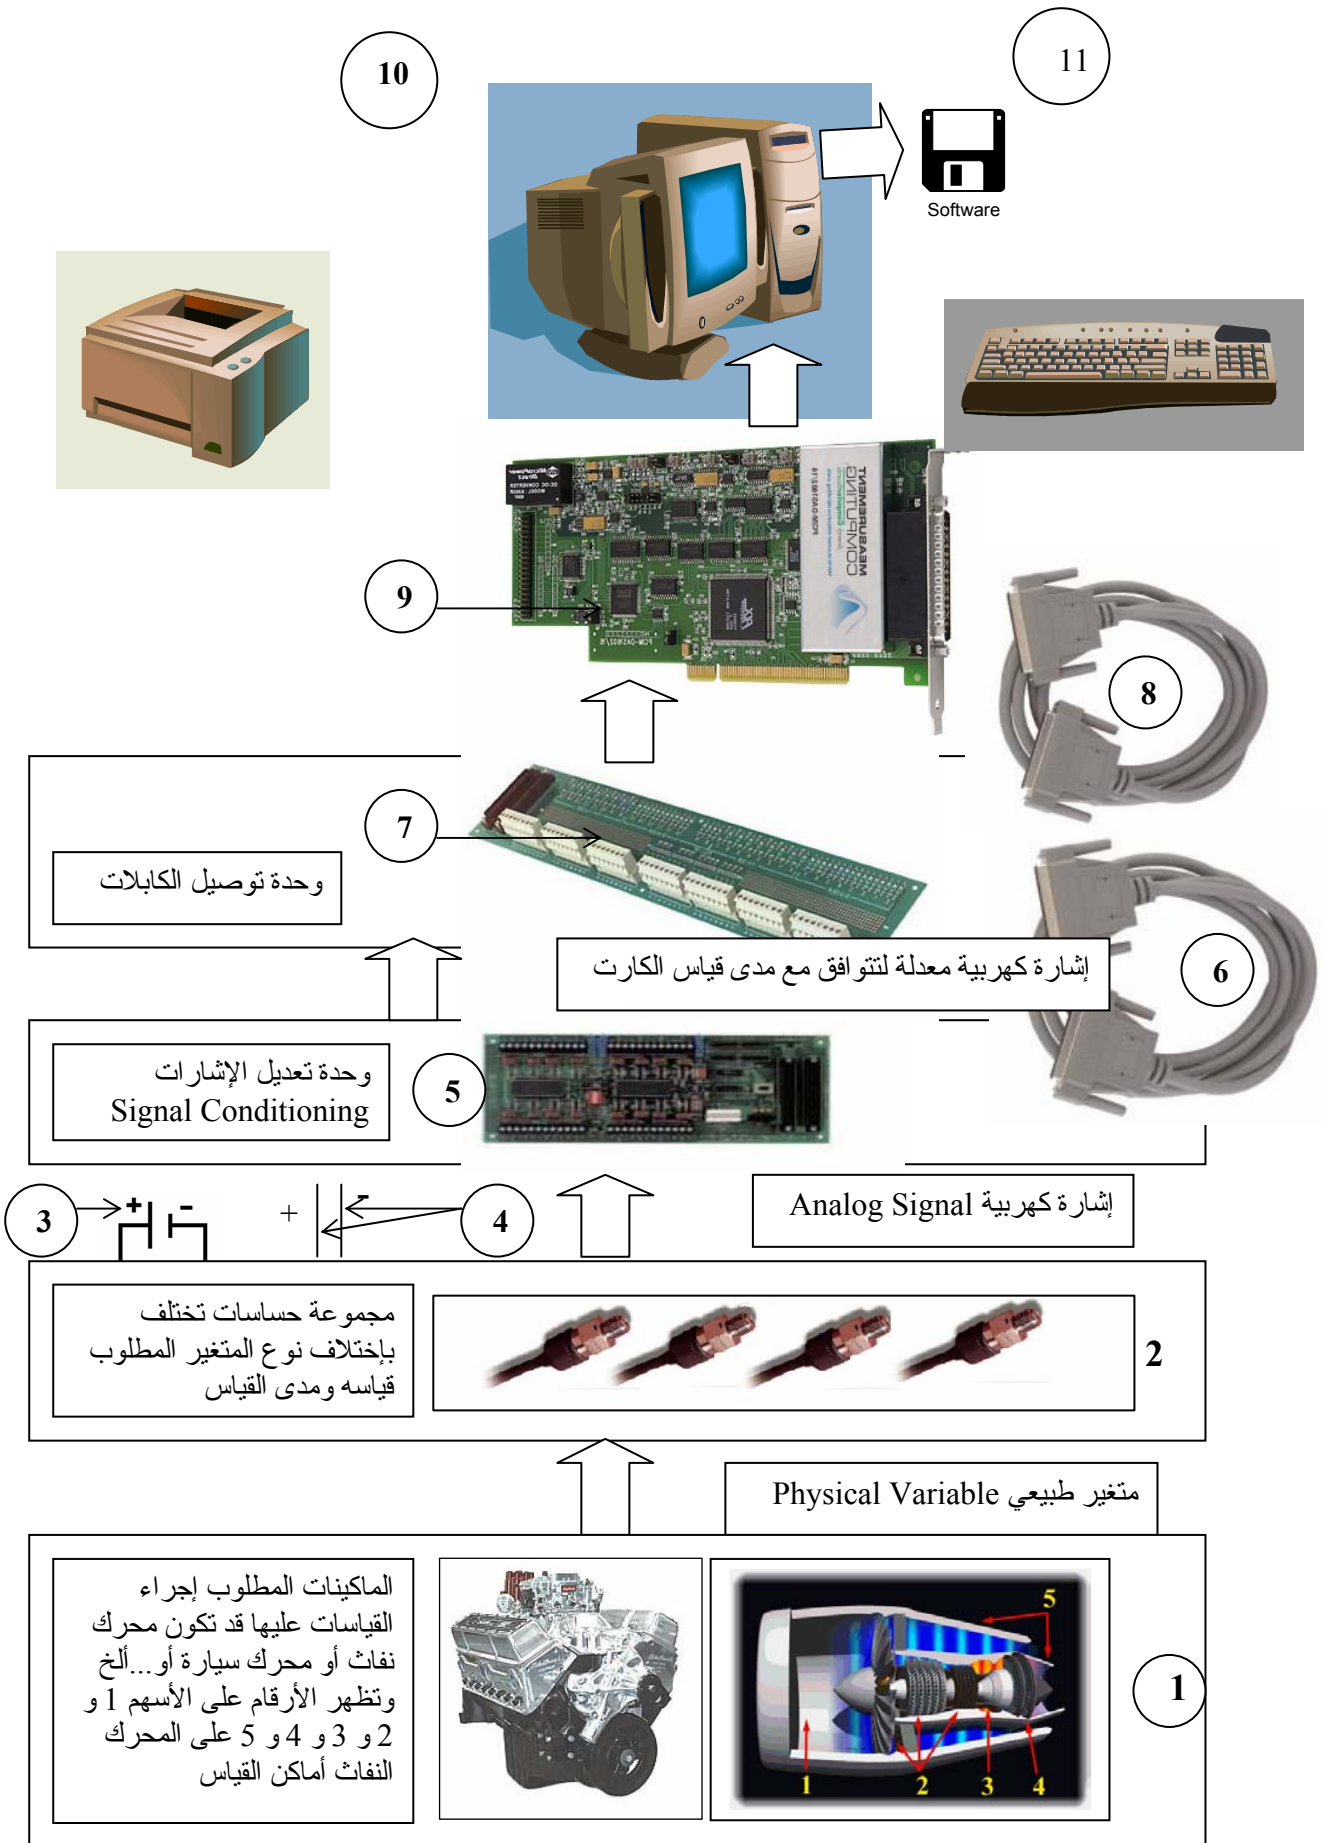 10
11
Software
MEASUREMENT
COMPUTING
9
8
7
وحدة توصيل الكابلات
إشارة كهربية معدلة لتتوافق مع مدى قياس الكارت
6
وحدة تعديل الإشارات
Signal Conditioning
5
3
+ -
+ -
4
إشارة كهربية Analog Signal
مجموعة حساسات تختلف
بإختلاف نوع المتغير المطلوب
قياسه ومدى القياس
2
متغير طبيعي Physical Variable
الماكينات المطلوب إجراء
القياسات عليها قد تكون محرك
نفاث أو محرك سيارة أو...ألخ
وتظهر الأرقام على الأسهم 1 و
2 و 3 و 4 و 5 على المحرك
النفاث أماكن القياس
5
1 2 3 4
1